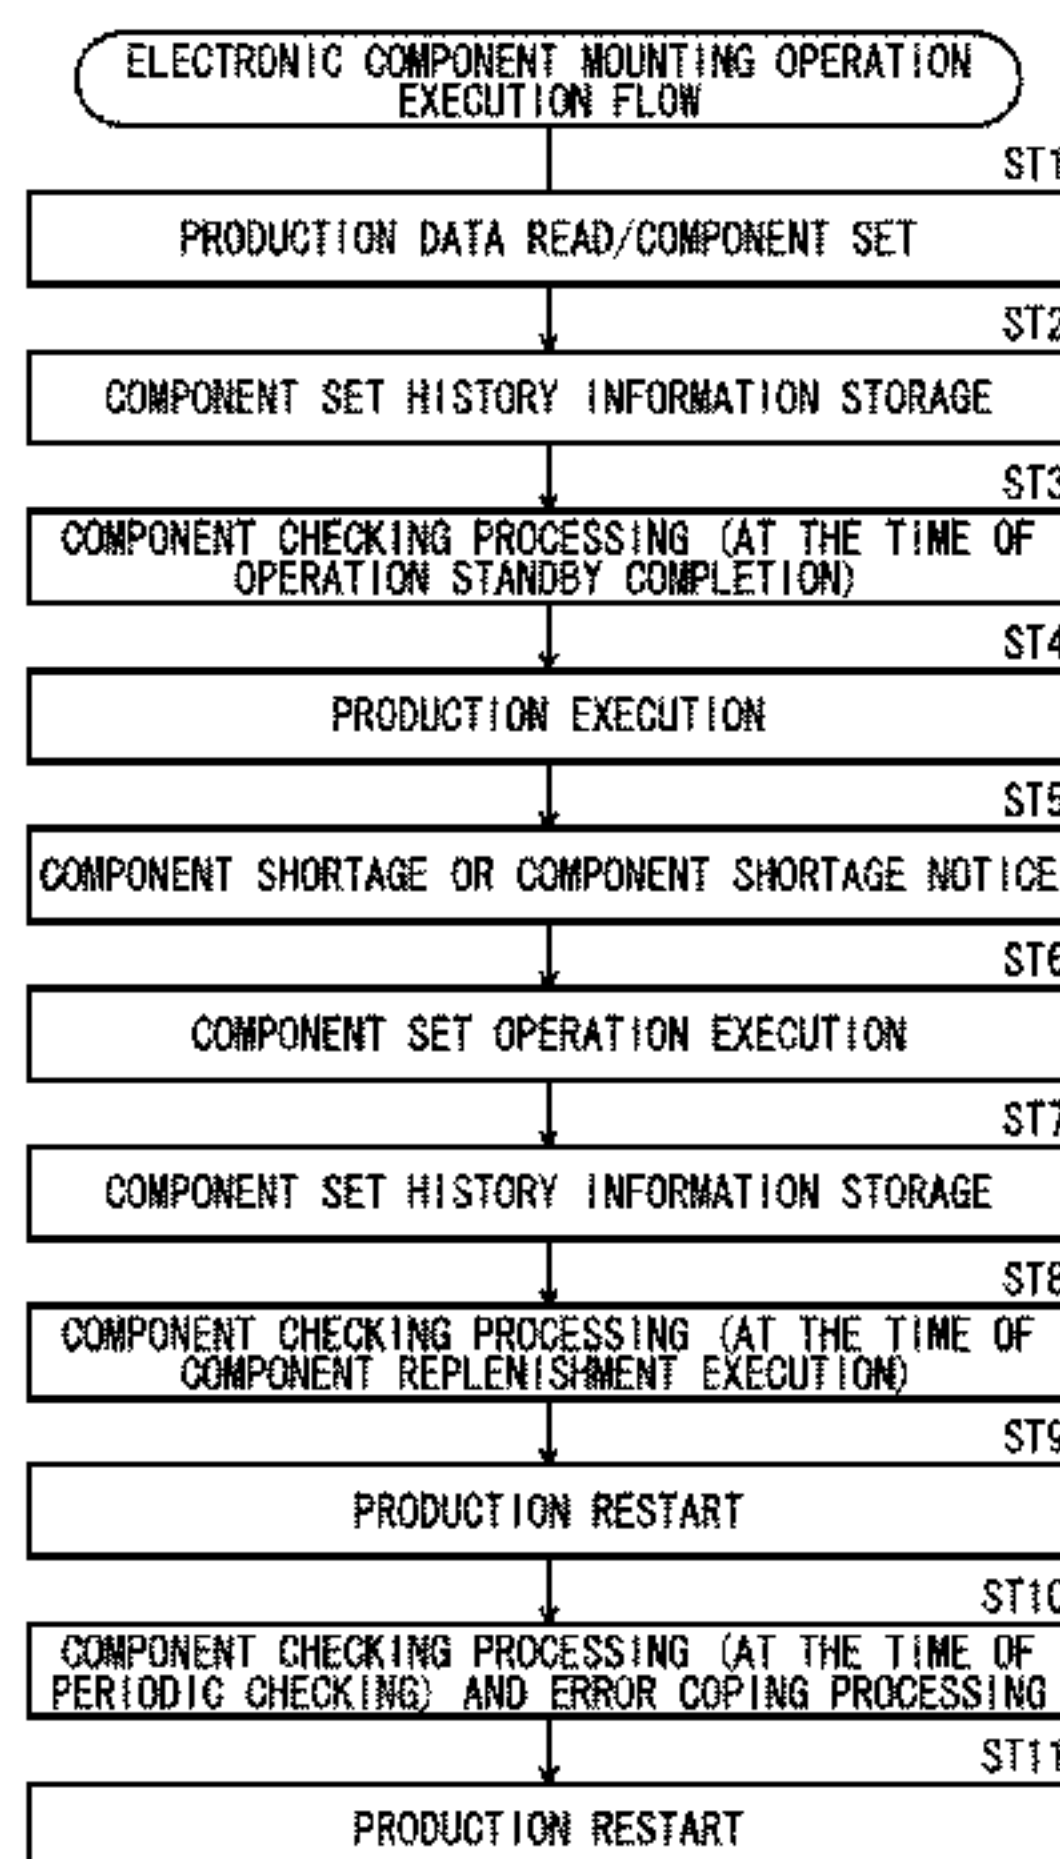 ELECTRONIC COMPONENT MOUNTING OPERATION
EXECUTION FLOW
ST1
PRODUCTION DATA READ/COMPONENT SET
ST2
COMPONENT SET HISTORY INFORMATION STORAGE
ST3
COMPONENT CHECKING PROCESSING (AT THE TIME OF
OPERATION STANDBY COMPLETION)
ST4
PRODUCTION EXECUTION
ST5
COMPONENT SHORTAGE OR COMPONENT SHORTAGE NOTICE
ST6
COMPONENT SET OPERATION EXECUTION
ST7
COMPONENT SET HISTORY INFORMATION STORAGE
ST8
COMPONENT CHECKING PROCESSING (AT THE TIME OF
COMPONENT REPLENISHMENT EXECUTION)
ST9
PRODUCTION RESTART
ST10
COMPONENT CHECKING PROCESSING (AT THE TIME OF
PERIODIC CHECKING) AND ERROR COPING PROCESSING
ST11
PRODUCTION RESTART